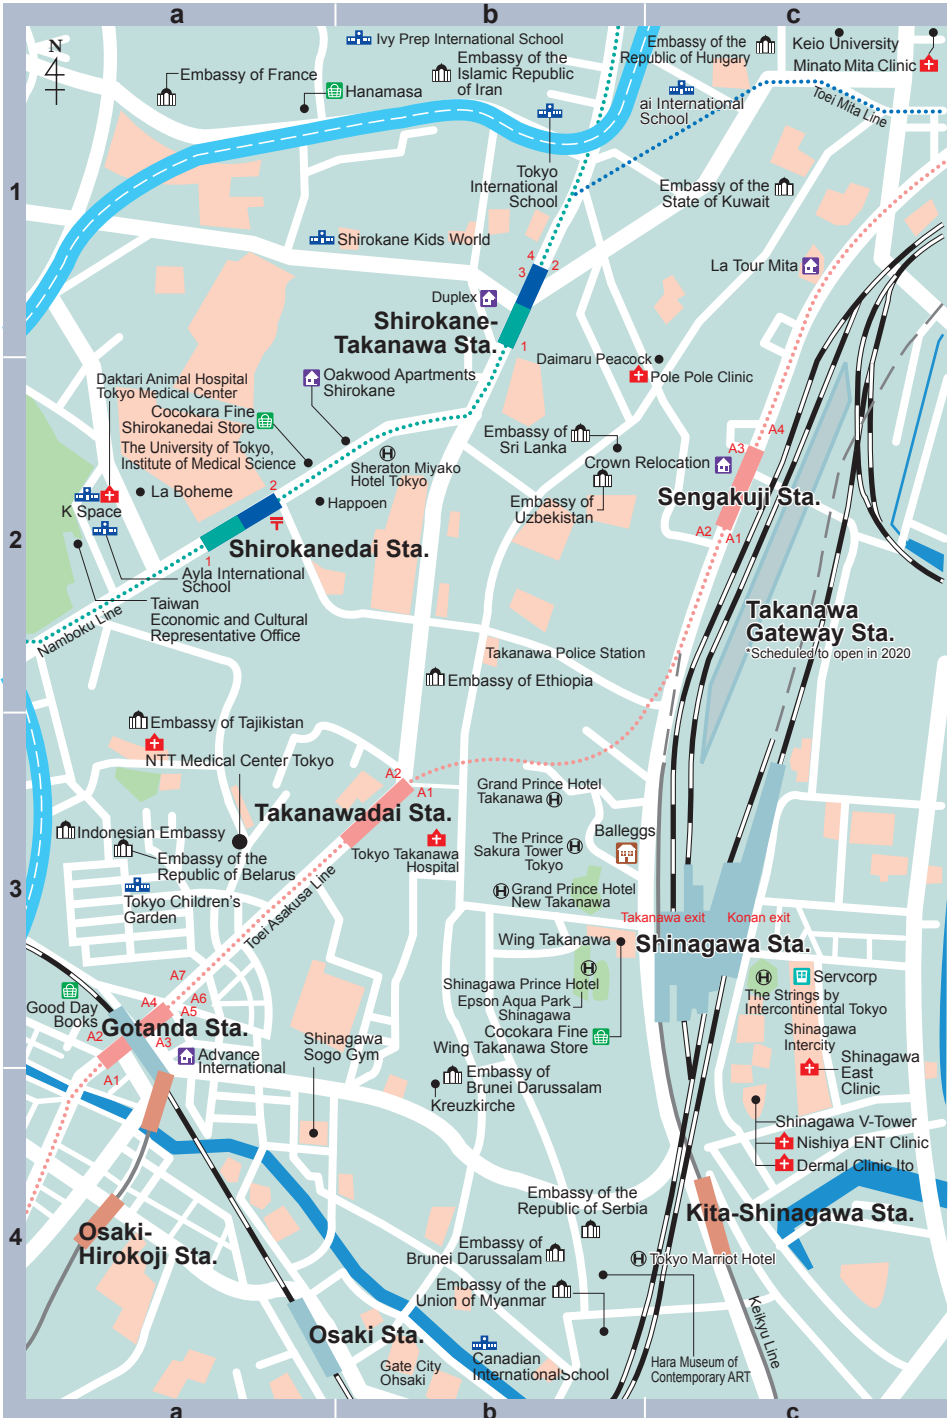 a
b
c
N
Ivy Prep International School
Embassy of the
Islamic Republic
of Iran
Embassy of the
Republic of Hungary
Keio University
Minato Mita Clinic
Embassy of France
Hanamasa
ai International
School
Toei Mita Line
1
Tokyo
International
School
Embassy of the
State of Kuwait
Shirokane Kids World
4
3
2
La Tour Mita
Duplex
Shirokane-
Takanawa Sta.
1
Daimaru Peacock
Pole Pole Clinic
Daktari Animal Hospital
Tokyo Medical Center
Oakwood Apartments
Shirokane
Cocokara Fine
Shirokanedai Store
The University of Tokyo,
Institute of Medical Science
Embassy of
Sri Lanka
A4
A3
Sheraton Miyako
Hotel Tokyo
Crown Relocation
Sengakuji Sta.
La Boheme
2
Happoen
K Space
Embassy of
Uzbekistan
A2
A1
2
Shirokanedai Sta.
1
Ayla International
School
Taiwan
Economic and Cultural
Representative Office
Namboku Line
Takanawa
Gateway Sta.
*Scheduled to open in 2020
Takanawa Police Station
Embassy of Ethiopia
Embassy of Tajikistan
NTT Medical Center Tokyo
A2
A1
Takanawadai Sta.
Grand Prince Hotel
Takanawa
H
Indonesian Embassy
Embassy of the
Republic of Belarus
Tokyo Takanawa
Hospital
The Prince
Sakura Tower
Tokyo
Balleggs
3
Tokyo Children's
Garden
Toei Asakusa Line
Grand Prince Hotel
New Takanawa
Takanawa exit
Konan exit
Wing Takanawa
Shinagawa Sta.
A7
A6
A5
A4
Good Day
Books
Gotanda Sta.
A2
A3
A1
Advance
International
Shinagawa
Sogo Gym
Shinagawa Prince Hotel
Epson Aqua Park
Shinagawa
Cocokara Fine
Wing Takanawa Store
Servcorp
The Strings by
Intercontinental Tokyo
Shinagawa
Intercity
Shinagawa
East
Clinic
Embassy of
Brunei Darussalam
Kreuzkirche
Shinagawa V-Tower
Nishiya ENT Clinic
Dermal Clinic Ito
4
Osaki-
Hirokoji Sta.
Embassy of the
Republic of Serbia
Kita-Shinagawa Sta.
Embassy of
Brunei Darussalam
Tokyo Marriot Hotel
Embassy of the
Union of Myanmar
Osaki Sta.
Gate City
Ohsaki
Canadian
InternationalSchool
Hara Museum of
Contemporary ART
Keikyu Line
a
b
c